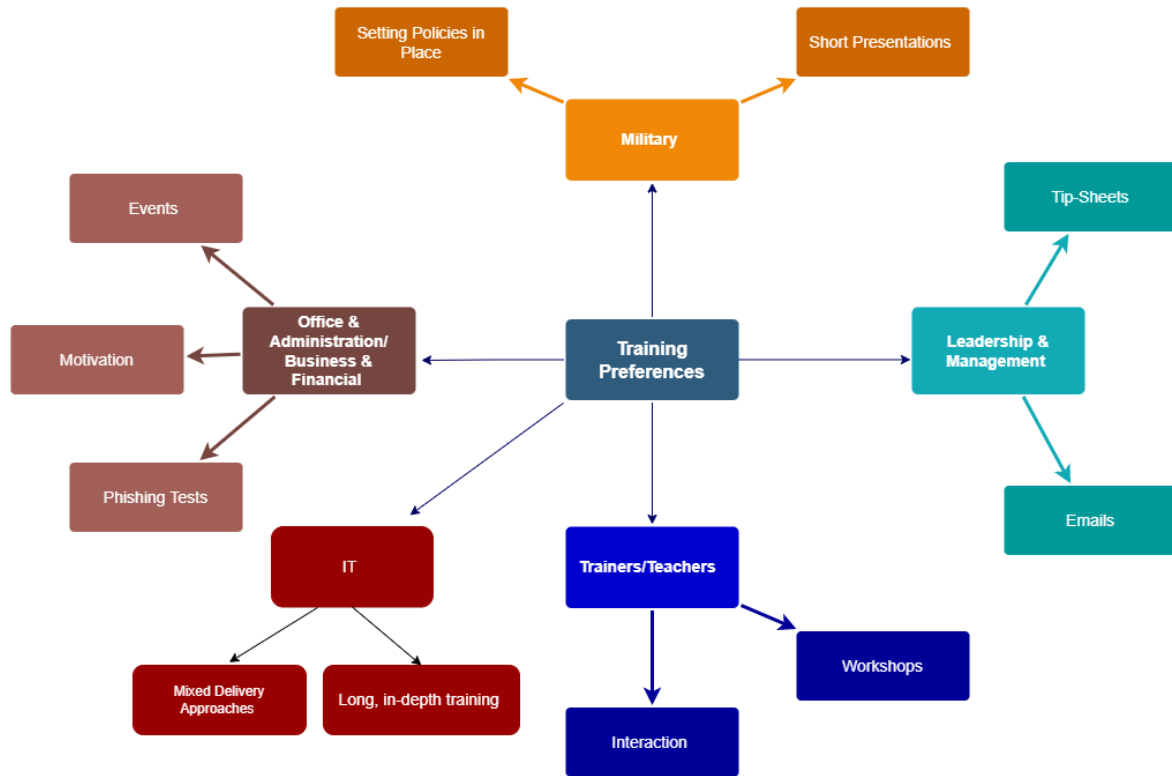 Setting Policies in
Place
Short Presentations
Military
Events
Tip-Sheets
Office &
Administration/
Business &
Financial
Motivation
Training
Preferences
Leadership &
Management
Phishing Tests
Emails
IT
Trainers/Teachers
Mixed Delivery
Approaches
Long, in-depth training
Workshops
Interaction